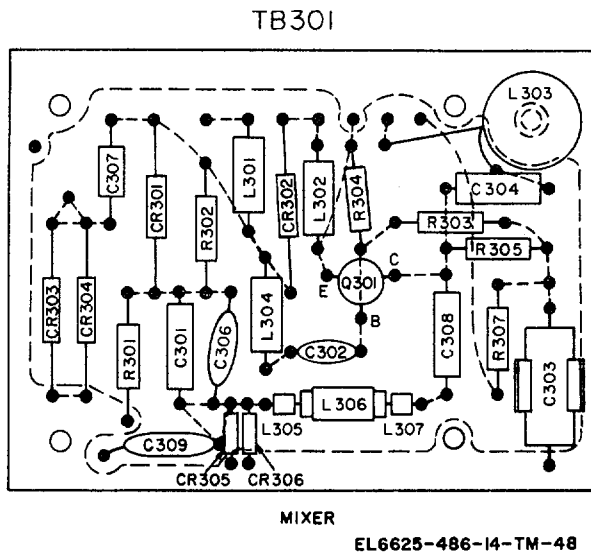 TB301
L303
C307
CR301
R302
L301
CR302
L302
R304
C304
R303
R305
E
Q301
C
B
CR303
CR304
R301
C301
C306
L304
C302
C308
R307
C303
L305
L306
L307
C309
CR305
CR306
MIXER
EL6625-486-14-TM-48